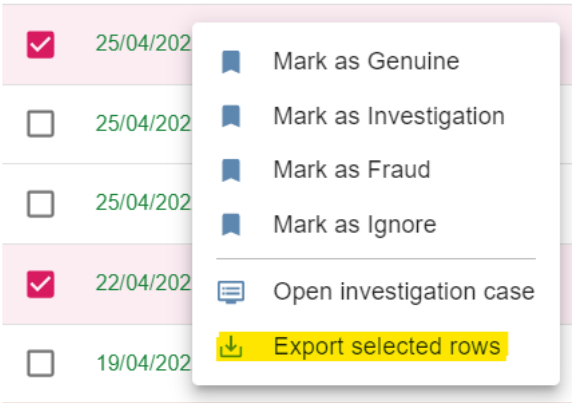 25/04/202
Mark as Genuine
25/04/202
Mark as Investigation
Mark as Fraud
25/04/202
Mark as Ignore
22/04/202
Open investigation case
Export selected rows
19/04/202